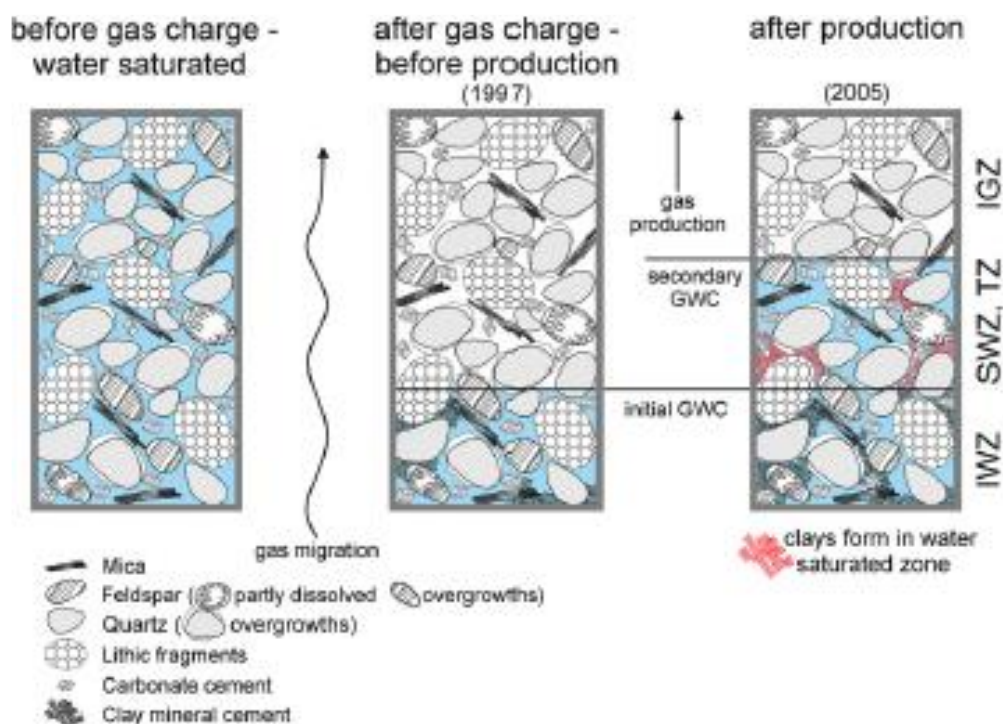 before gas charge -
water saturated
after gas charge -
before production
(1997)
after production
(2005)
gas
production
secondary
GWC
initial GWC
IGZ
SWZ, TZ
IWZ
gas migration
clays form in water
saturated zone
Mica
Feldspar ( partly dissolved overgrowths)
Quartz ( overgrowths)
Lithic fragments
Carbonate cement
Clay mineral cement